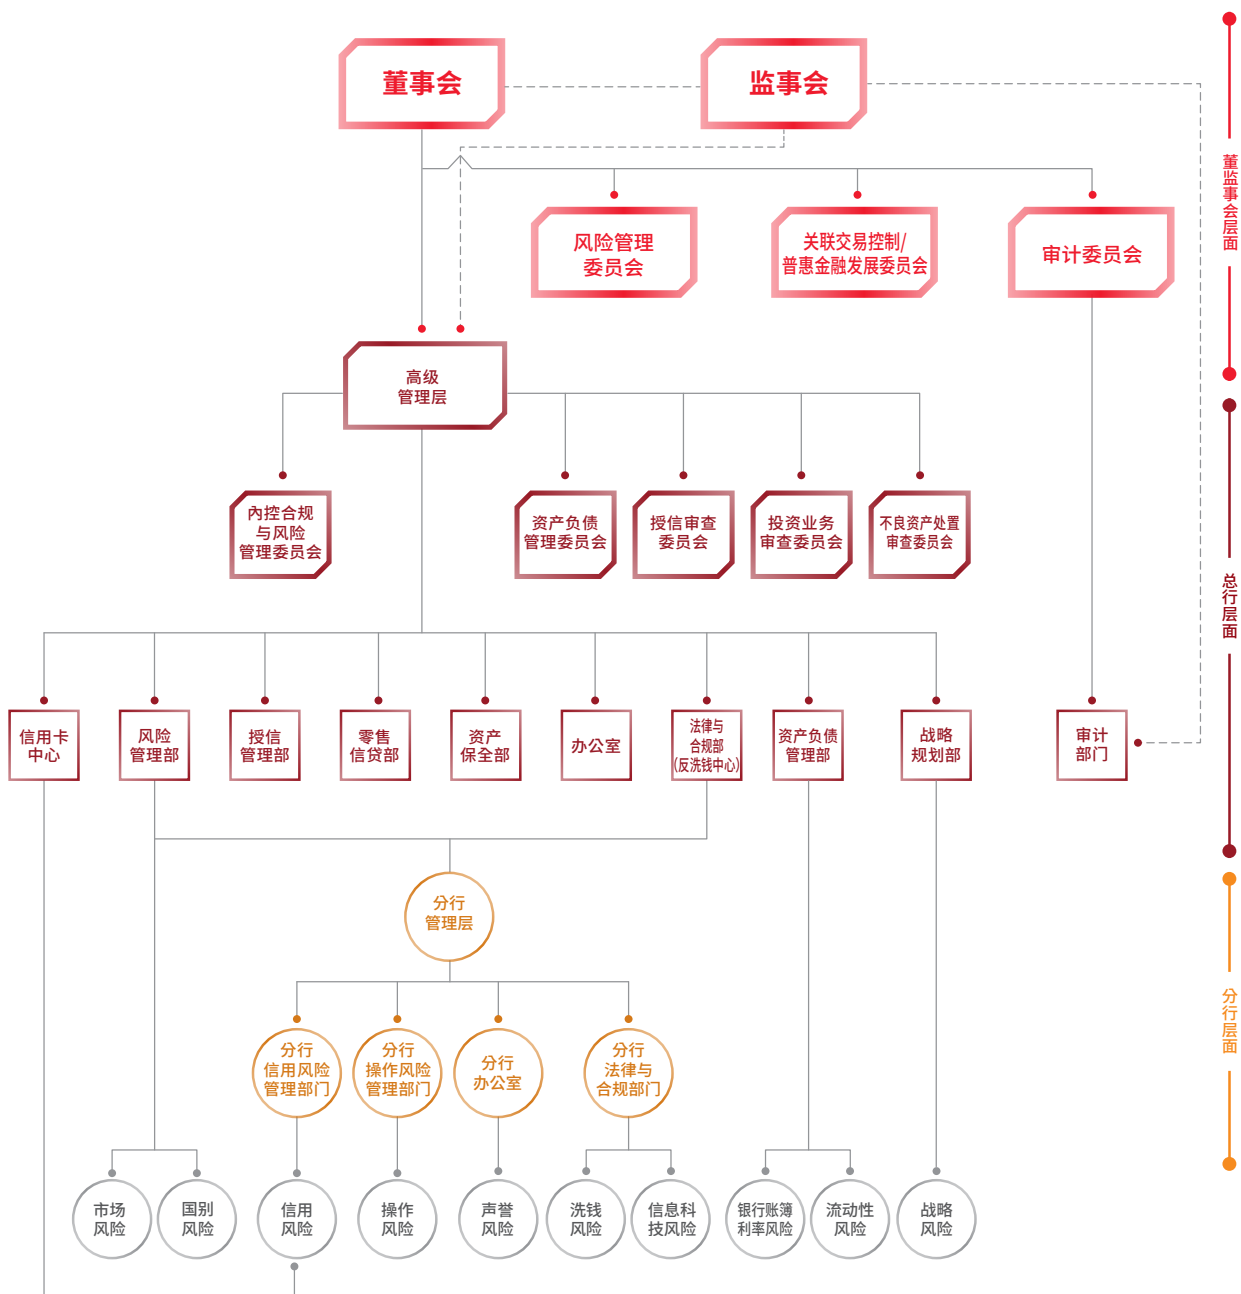 董事会
监事会
风险管理
委员会
关联交易控制/
普惠金融发展委员会
审计委员会
高级
管理层
內控合规
与风险
管理委员会
资产负债
管理委员会
授信审查
委员会
投资业务
审查委员会
不良资产处置
审查委员会
信用卡
中心
风险
管理部
授信
管理部
零售
信贷部
资产
保全部
办公室
法律与
合规部
(反洗钱中心)
资产负债
管理部
战略
规划部
审计
部门
分行
管理层
分行
信用风险
管理部门
分行
操作风险
管理部门
分行
办公室
分行
法律与
合规部门
市场
风险
国别
风险
信用
风险
操作
风险
声誉
风险
洗钱
风险
信息科
技风险
银行账簿
利率风险
流动性
风险
战略
风险
董监事会层面
总行层面
分行层面